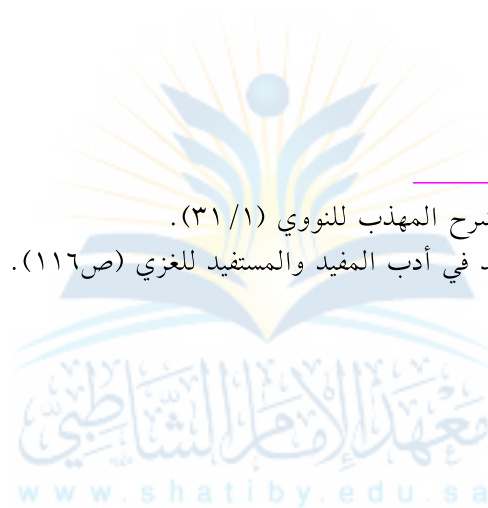 شرح المهذب للنووي (٣١/١).
في أدب المفيد والمستفيد للغزي (ص١١٦).
معهد الإمام الشاطبي
www.shatiby.edu.sa